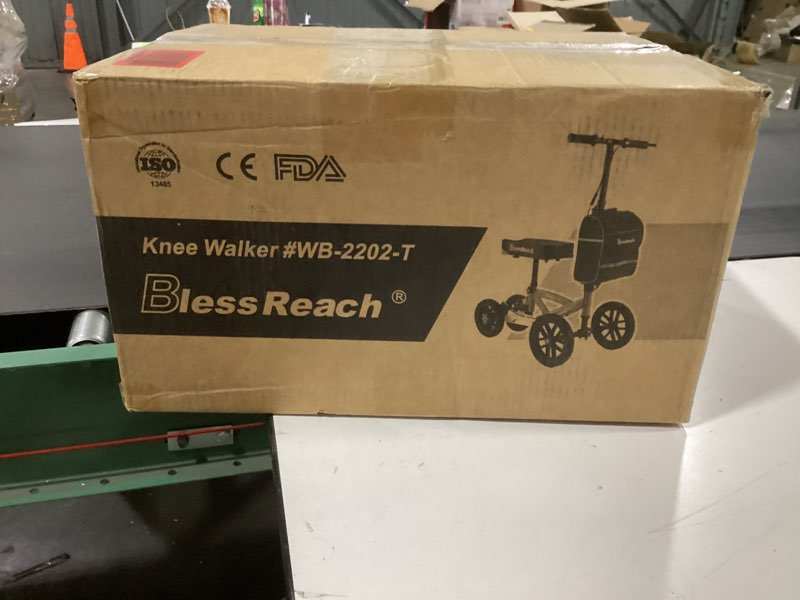 ISO
13485
CE FDA
Knee Walker #WB-2202-T
BlessReach ®